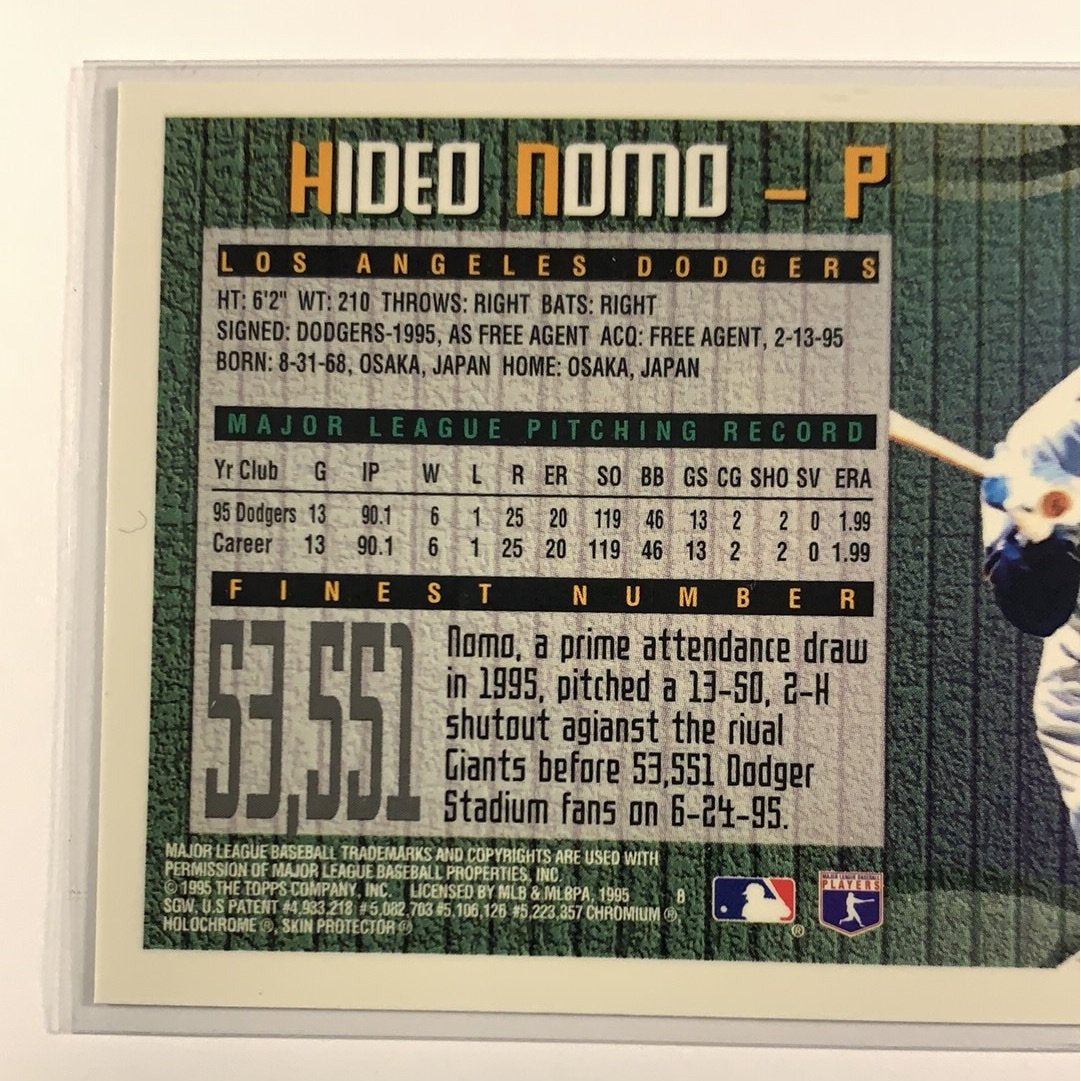 HIDEO NOMO – P
LOS ANGELES DODGERS
HT: 6'2" WT: 210 THROWS: RIGHT BATS: RIGHT
SIGNED: DODGERS-1995, AS FREE AGENT ACQ: FREE AGENT, 2-13-95
BORN: 8-31-68, OSAKA, JAPAN HOME: OSAKA, JAPAN
MAJOR LEAGUE PITCHING RECORD
Yr Club G IP W L R ER SO BB GS CG SHO SV ERA
95 Dodgers 13 90.1 6 1 25 20 119 46 13 2 2 0 1.99
Career 13 90.1 6 1 25 20 119 46 13 2 2 0 1.99
FINEST NUMBER
53,551
Nomo, a prime attendance draw
in 1995, pitched a 13-SO, 2-H
shutout agianst the rival
Giants before 53,551 Dodger
Stadium fans on 6-24-95.
MAJOR LEAGUE BASEBALL TRADEMARKS AND COPYRIGHTS ARE USED WITH
PERMISSION OF MAJOR LEAGUE BASEBALL PROPERTIES, INC.
© 1995 THE TOPPS COMPANY, INC. LICENSED BY MLB & MLBPA, 1995 8
SGW, U.S PATENT #4,933,218 #5,082,703 #5,106,126 #5,223,357 CHROMIUM ®,
HOLOCHROME ®, SKIN PROTECTOR ®
®
MAJOR LEAGUE BASEBALL
PLAYERS